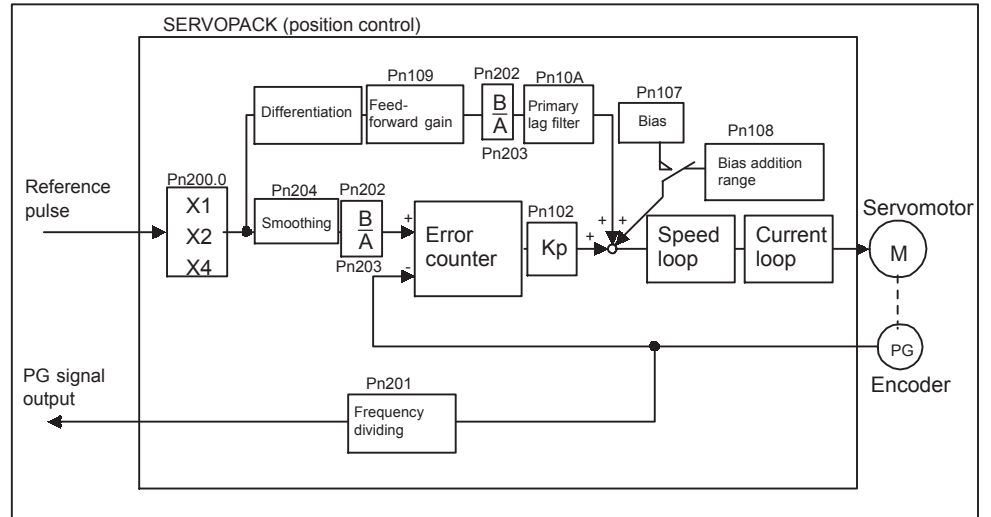 SERVOPACK (position control)
Pn109
Pn202
Pn10A
Pn107
Differentiation
Feed-
forward gain
B
A
Primary
lag filter
Bias
Pn108
Pn203
Bias addition
range
Reference
pulse
Pn200.0
X1
X2
X4
Pn204
Smoothing
Pn202
B
A
Pn203
+
-
Error
counter
Pn102
Kp
+
+
+
Speed
loop
Current
loop
Servomotor
M
PG
Encoder
PG signal
output
Pn201
Frequency
dividing